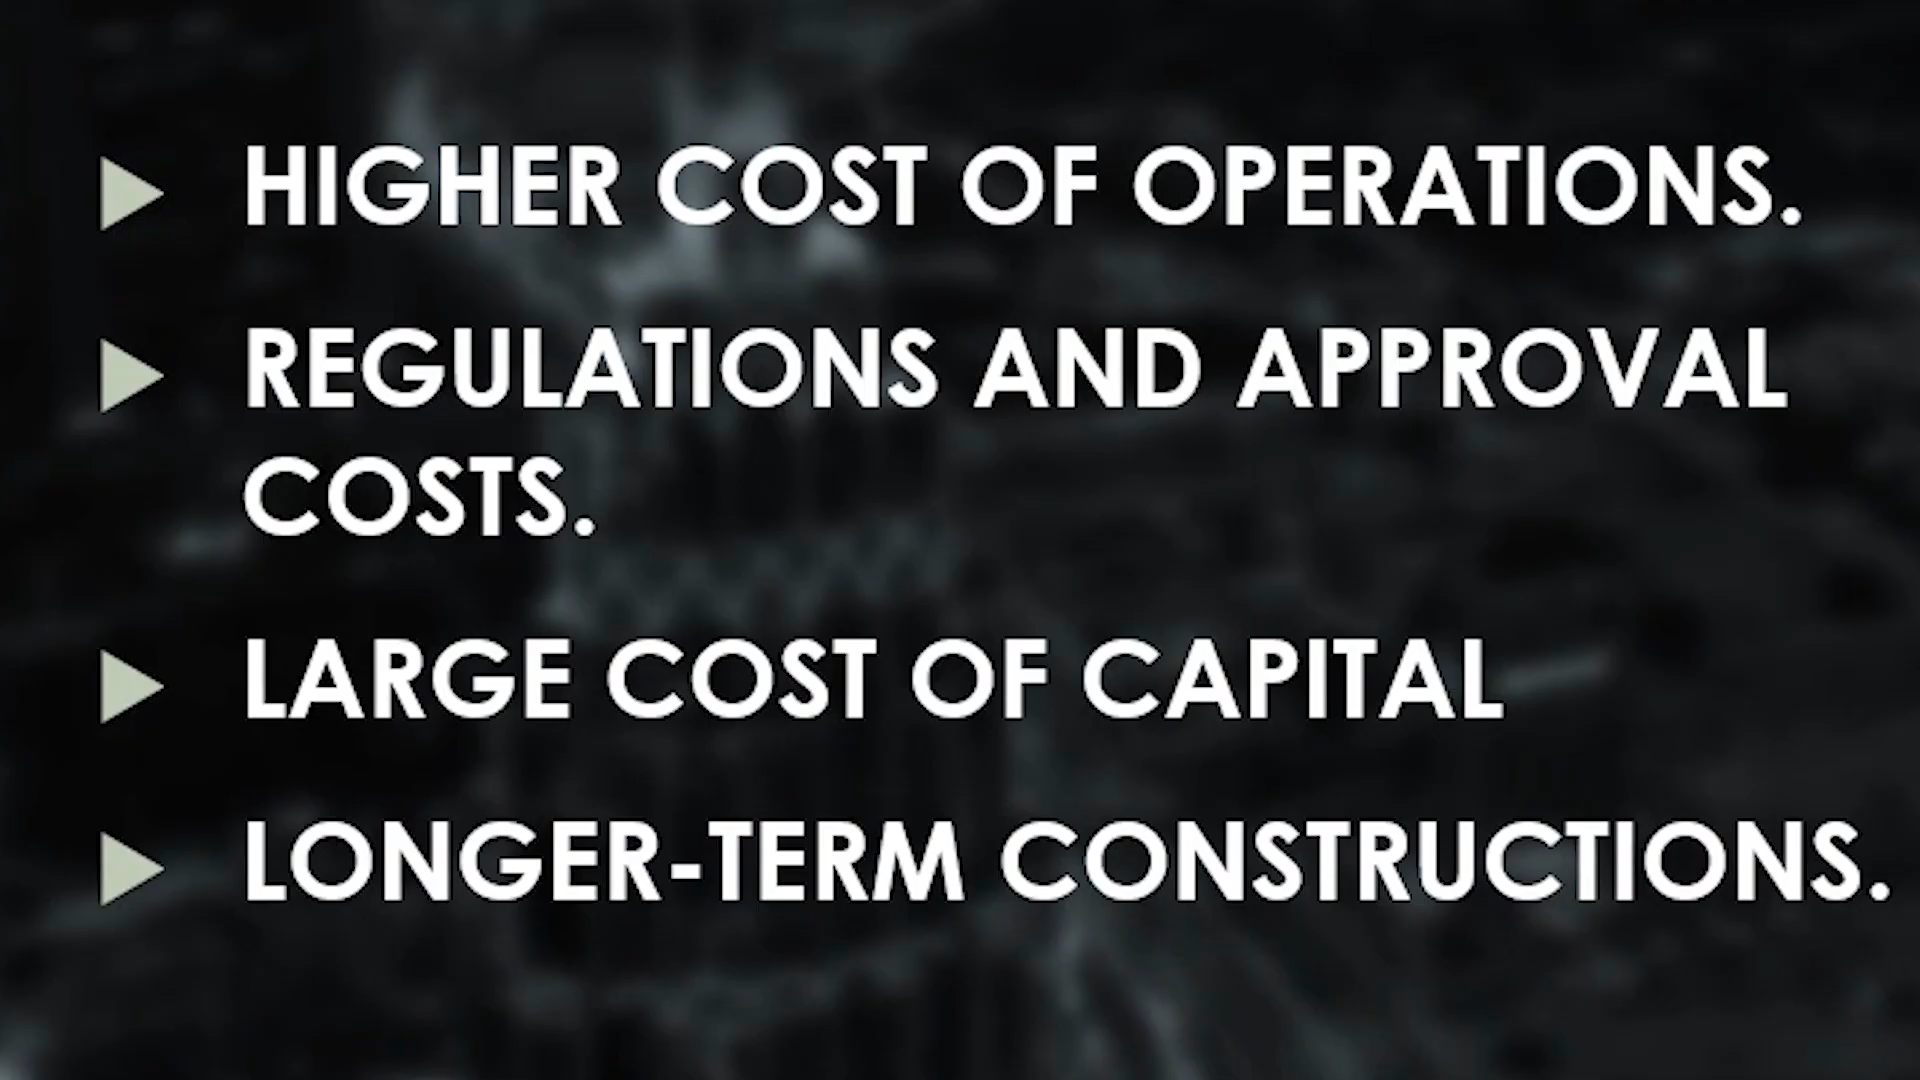 HIGHER COST OF OPERATIONS.
REGULATIONS AND APPROVAL
COSTS.
LARGE COST OF CAPITAL
LONGER-TERM CONSTRUCTIONS.